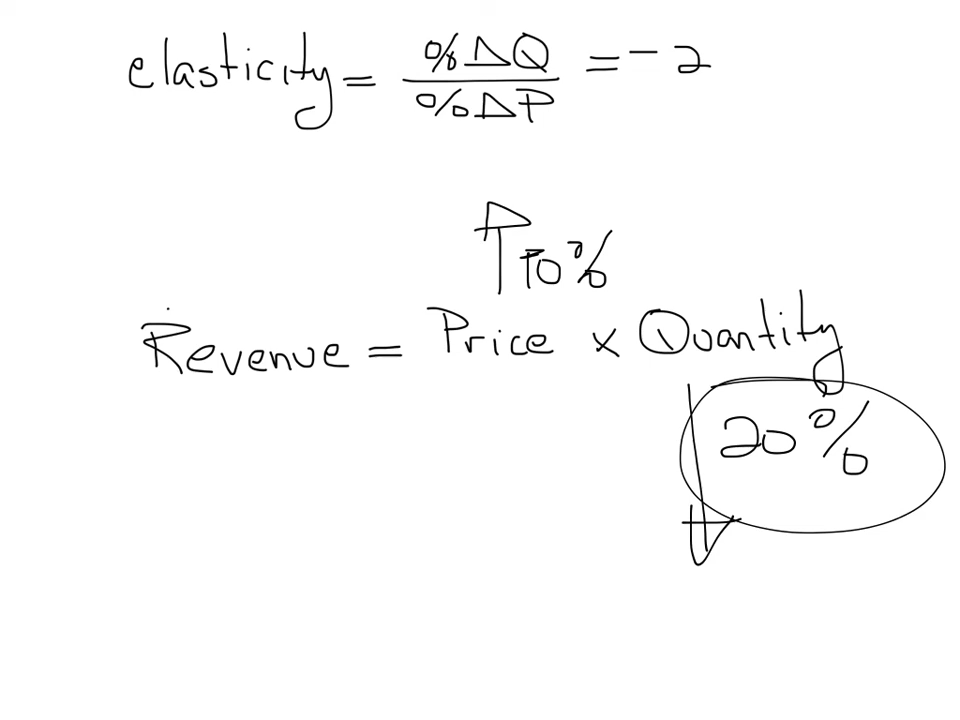 elasticity = %ΔQ / %ΔP = -2
↑10%
Revenue = Price x Quantity
↓20%